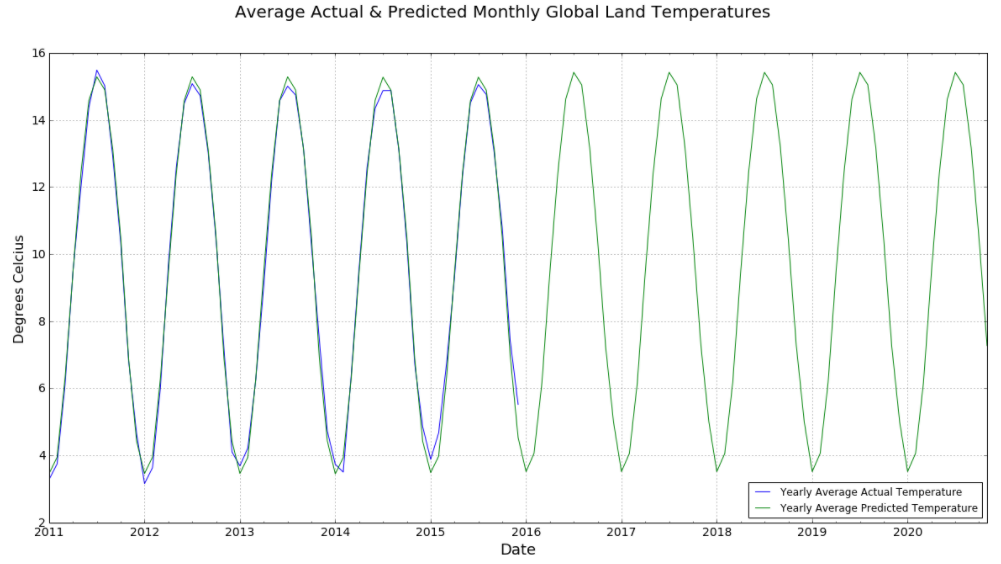 Average Actual & Predicted Monthly Global Land Temperatures
16
14
12
10
8
6
4
2
Degrees Celcius
2011 2012 2013 2014 2015 2016 2017 2018 2019 2020
Date
Yearly Average Actual Temperature
Yearly Average Predicted Temperature